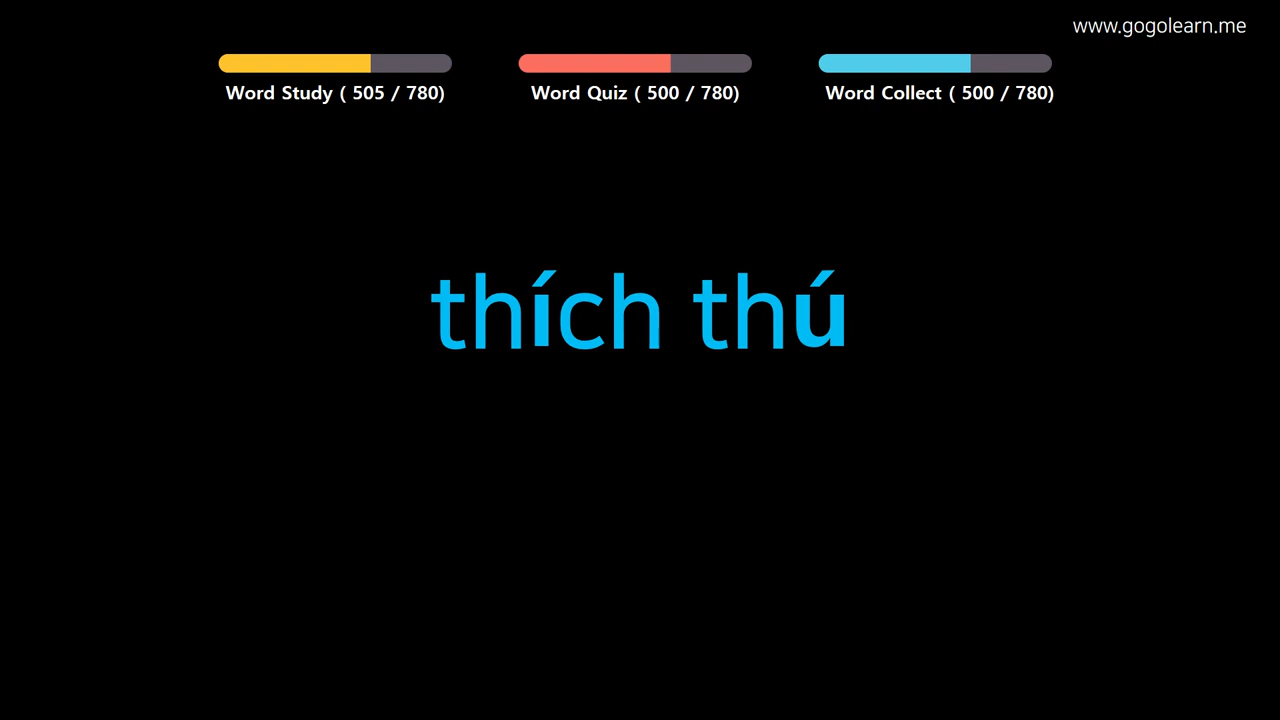 www.gogolearn.me
Word Study ( 505 / 780)
Word Quiz ( 500 / 780)
Word Collect ( 500 / 780)
thích thú